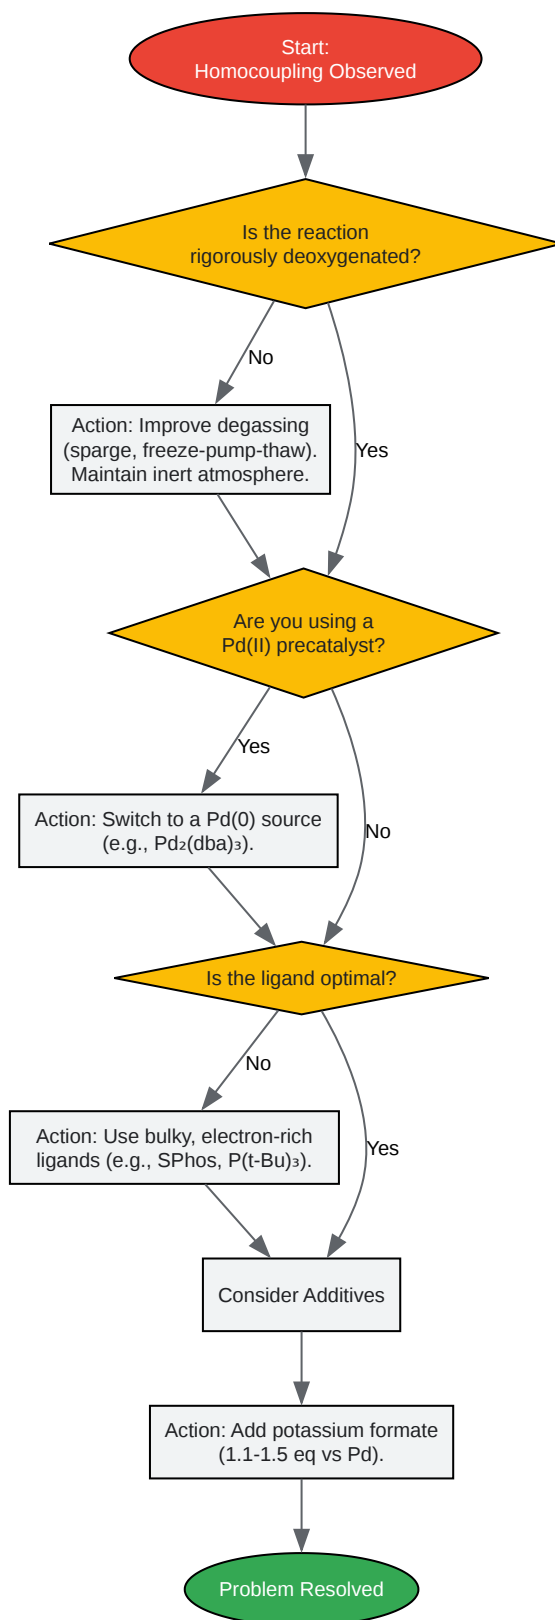 Start:
Homocoupling Observed
Is the reaction
rigorously deoxygenated?
No
Action: Improve degassing
(sparge, freeze-pump-thaw).
Maintain inert atmosphere.
Yes
Are you using a
Pd(II) precatalyst?
Yes
Action: Switch to a Pd(0) source
(e.g., Pd₂(dba)₃).
No
Is the ligand optimal?
No
Action: Use bulky, electron-rich
ligands (e.g., SPhos, P(t-Bu)₃).
Yes
Consider Additives
Action: Add potassium formate
(1.1-1.5 eq vs Pd).
Problem Resolved